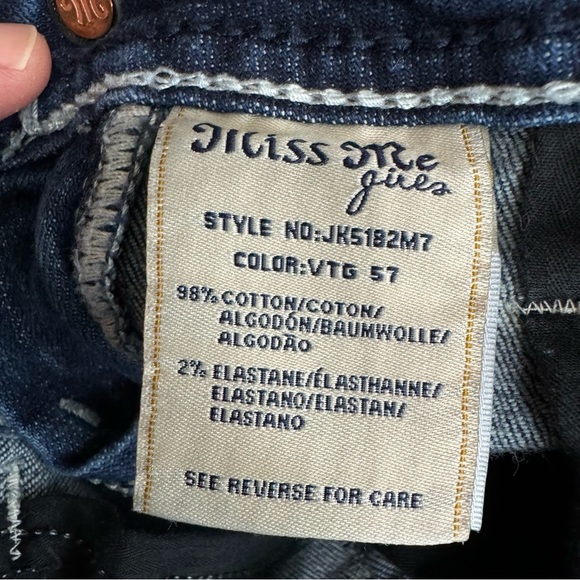 Miss Me
jeans
STYLE NO:JK5182M7
COLOR:VTG 57
98% COTTON/COTON/
ALGODÓN/BAUMWOLLE/
ALGODÃO
2% ELASTANE/ÉLASTHANNE/
ELASTANO/ELASTAN/
ELASTANO
SEE REVERSE FOR CARE